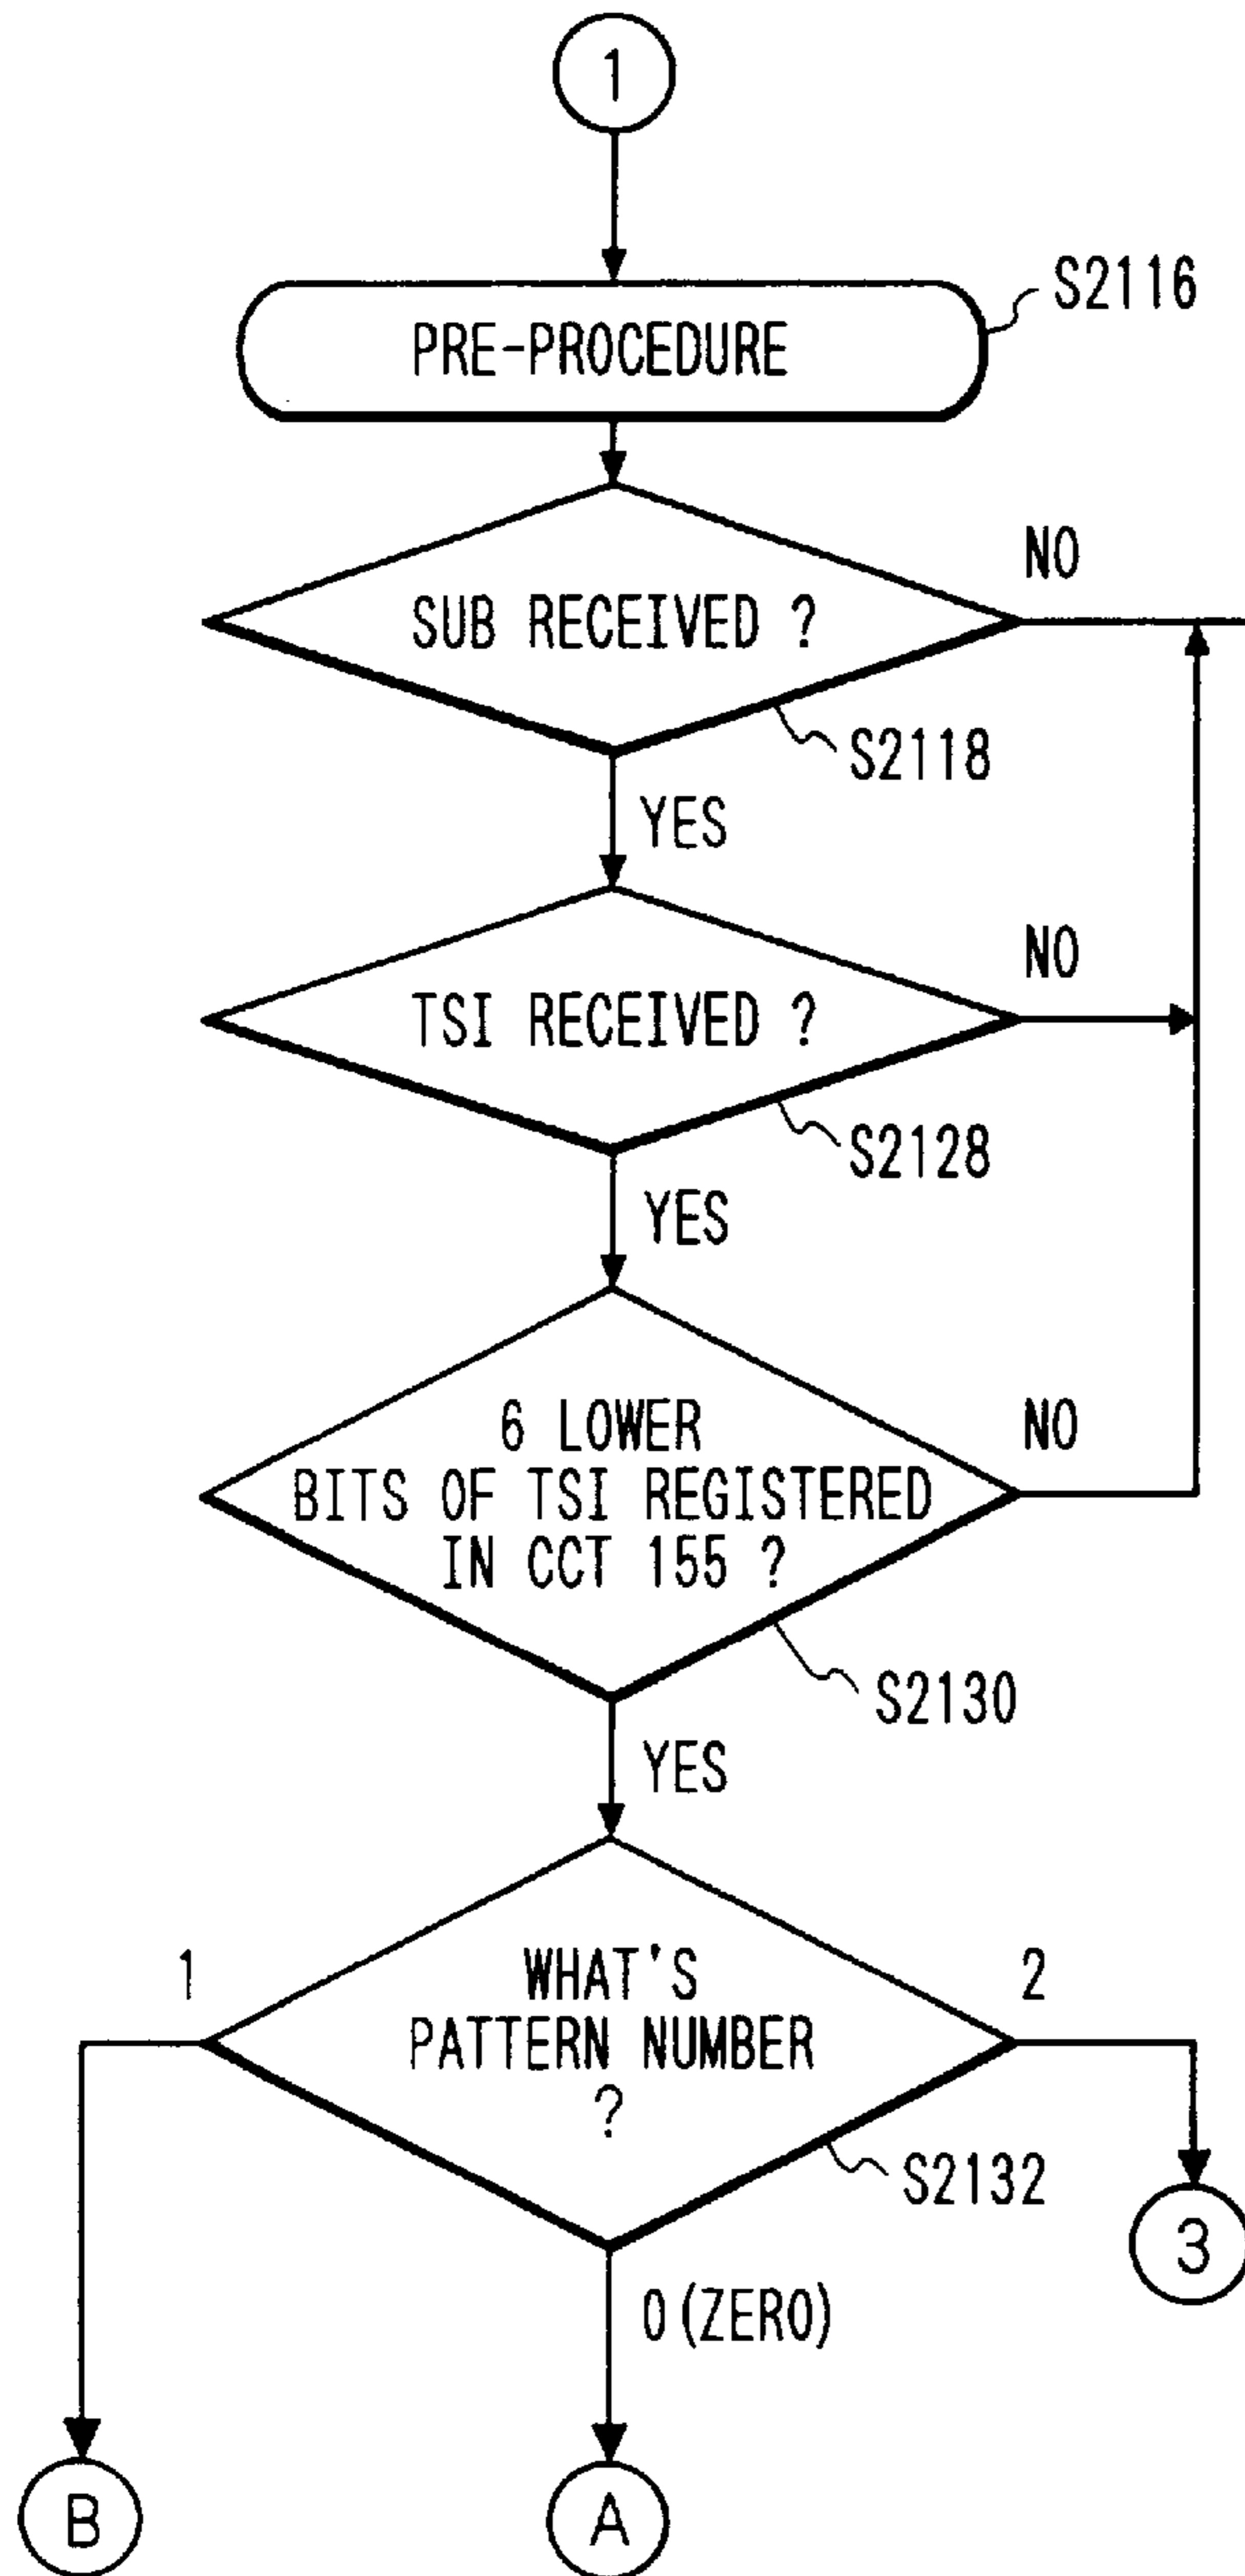 1
PRE-PROCEDURE
S2116
SUB RECEIVED ?
NO
S2118
YES
TSI RECEIVED ?
NO
S2128
YES
6 LOWER
BITS OF TSI REGISTERED
IN CCT 155 ?
NO
S2130
YES
1
WHAT'S
PATTERN NUMBER
?
2
S2132
3
0(ZERO)
B
A